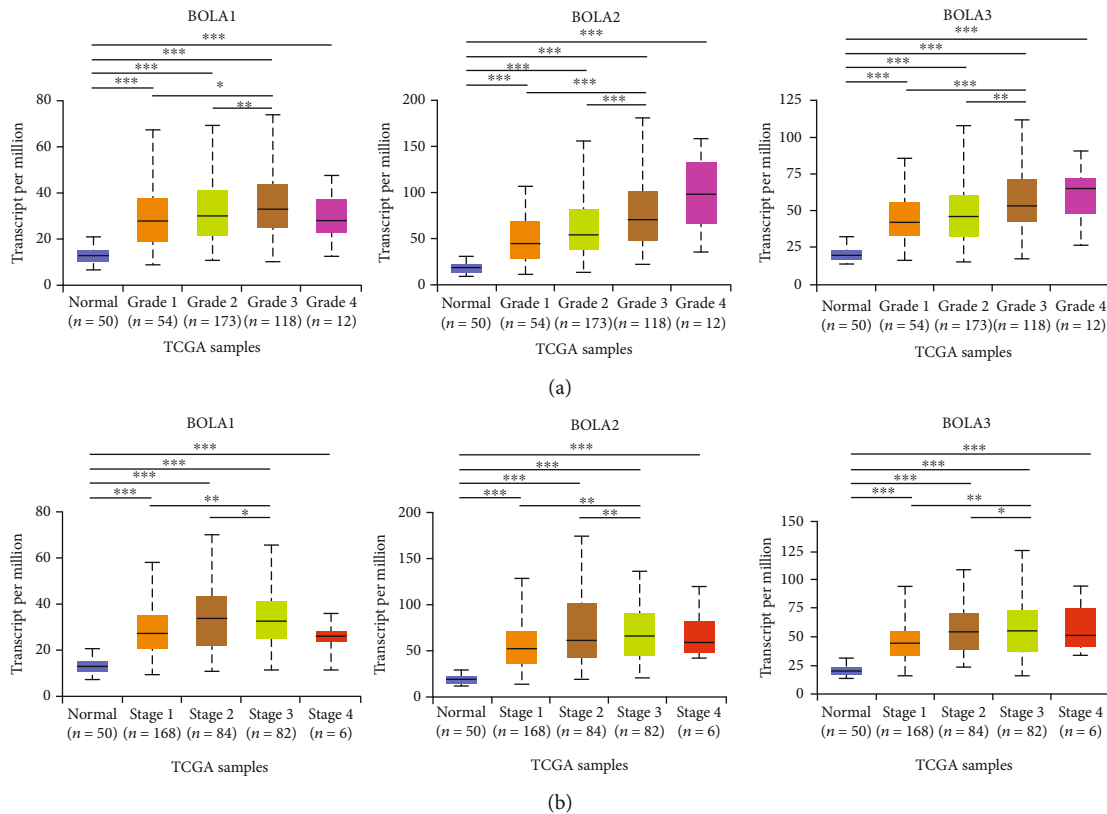 BOLA1
***
***
***
***
*
**
Transcript per million
80
60
40
20
0
Normal Grade 1 Grade 2 Grade 3 Grade 4
(n = 50) (n = 54) (n = 173) (n = 118) (n = 12)
TCGA samples
BOLA2
***
***
***
***
***
***
Transcript per million
200
150
100
50
0
Normal Grade 1 Grade 2 Grade 3 Grade 4
(n = 50) (n = 54) (n = 173) (n = 118) (n = 12)
TCGA samples
BOLA3
***
***
***
***
***
**
Transcript per million
125
100
75
50
25
0
Normal Grade 1 Grade 2 Grade 3 Grade 4
(n = 50) (n = 54) (n = 173) (n = 118) (n = 12)
TCGA samples
(a)
BOLA1
***
***
***
***
**
*
Transcript per million
80
60
40
20
0
Normal Stage 1 Stage 2 Stage 3 Stage 4
(n = 50) (n = 168) (n = 84) (n = 82) (n = 6)
TCGA samples
BOLA2
***
***
***
***
**
**
Transcript per million
200
150
100
50
0
Normal Stage 1 Stage 2 Stage 3 Stage 4
(n = 50) (n = 168) (n = 84) (n = 82) (n = 6)
TCGA samples
BOLA3
***
***
***
***
**
*
Transcript per million
150
125
100
75
50
25
0
Normal Stage 1 Stage 2 Stage 3 Stage 4
(n = 50) (n = 168) (n = 84) (n = 82) (n = 6)
TCGA samples
(b)